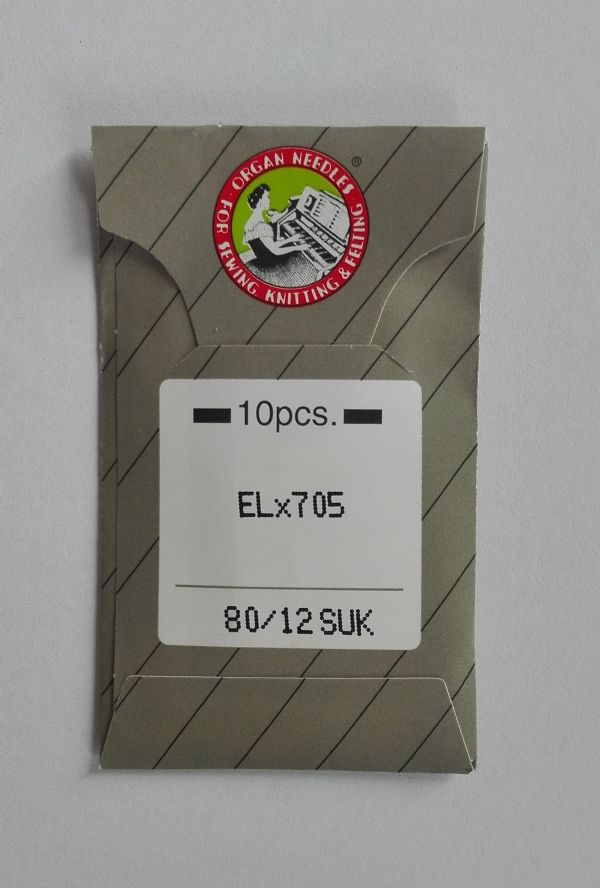 ORGAN NEEDLES
®
FOR SEWING, KNITTING & FELTING
10pcs.
ELx705
80/12 SUK